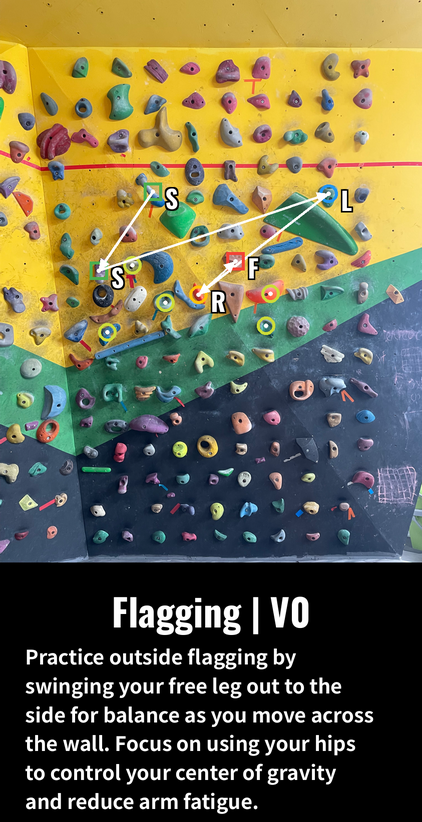 S
L
S
F
R
Flagging | V0
Practice outside flagging by
swinging your free leg out to the
side for balance as you move across
the wall. Focus on using your hips
to control your center of gravity
and reduce arm fatigue.